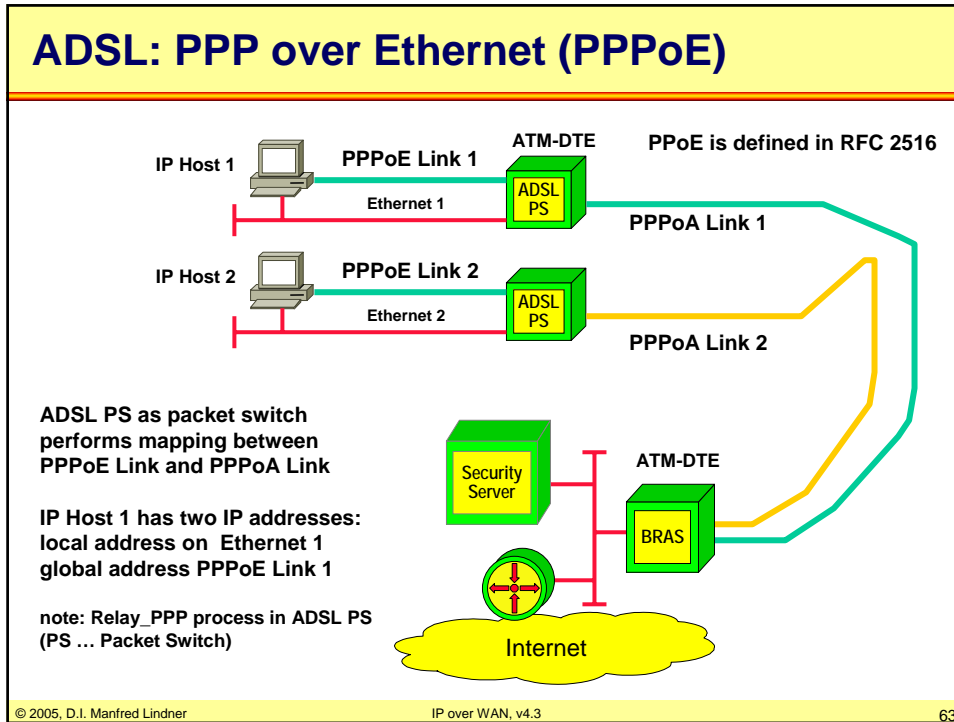 ADSL: PPP over Ethernet (PPPoE)
PPoE is defined in RFC 2516
ATM-DTE
IP Host 1
PPPoE Link 1
ADSL
PS
Ethernet 1
PPPoA Link 1
IP Host 2
PPPoE Link 2
ADSL
PS
Ethernet 2
PPPoA Link 2
ADSL PS as packet switch
performs mapping between
PPPoE Link and PPPoA Link
IP Host 1 has two IP addresses:
local address on Ethernet 1
global address PPPoE Link 1
note: Relay_PPP process in ADSL PS
(PS … Packet Switch)
Security
Server
ATM-DTE
BRAS
Internet
© 2005, D.I. Manfred Lindner
IP over WAN, v4.3
63